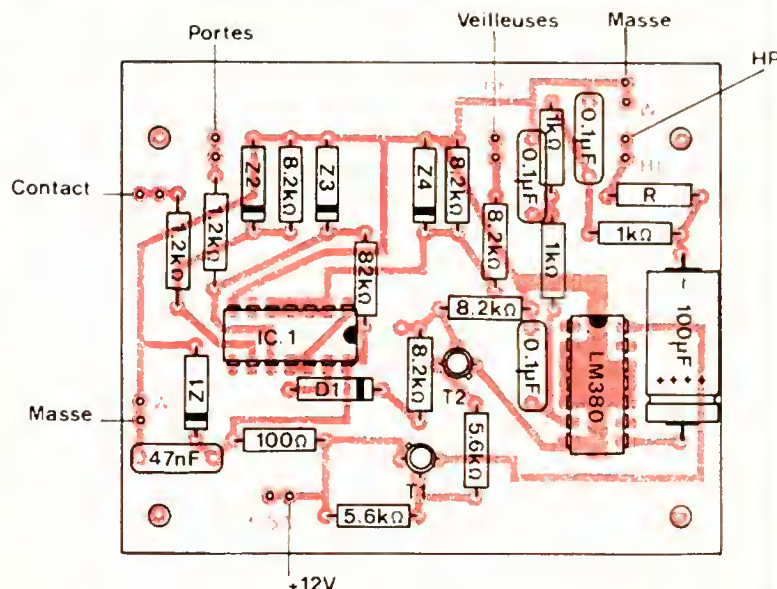 Portes
Veilleuses
Masse
HP
Contact
Z2
8.2kΩ
Z3
Z4
8.2kΩ
0.1µF
1kΩ
0.1µF
R
1.2kΩ
1.2kΩ
82kΩ
8.2kΩ
1kΩ
1kΩ
IC.1
8.2kΩ
LM380
100µF
++++
Z1
D1
8.2kΩ
T2
0.1µF
Masse
47nF
100Ω
T1
5.6kΩ
5.6kΩ
+12V